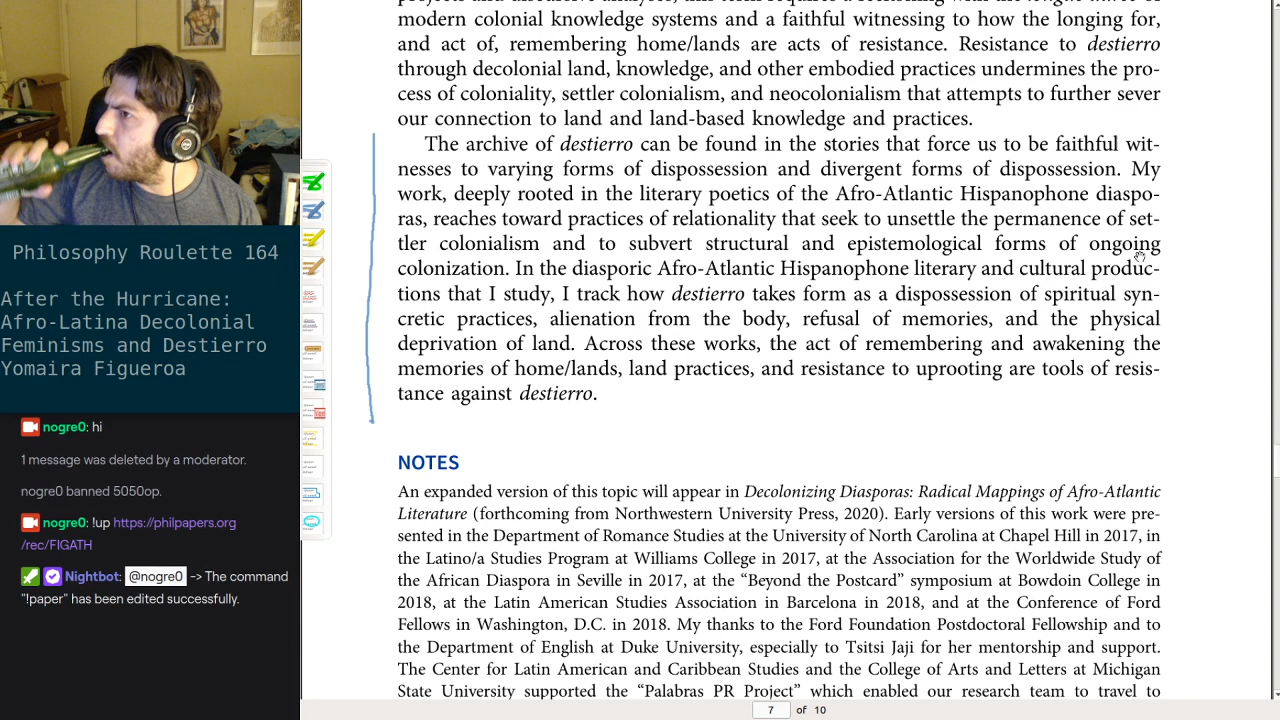 projects and discursive analyses, this term requires a reckoning with the longue durée of
modern colonial knowledge systems and a faithful witnessing to how the longing for,
and act of, remembering home/lands are acts of resistance. Resistance to destierro
through decolonial land, knowledge, and other embodied practices undermines the pro-
cess of coloniality, settler colonialism, and neocolonialism that attempts to further sever
our connection to land and land-based knowledge and practices.
The archive of destierro can be found in the stories that force us to be faithful wit-
nesses to varying forms of dispossession and divergent forms of repossession. My
work, deeply rooted in the literary poetics of the Afro-Atlantic Hispanophone diaspo-
ras, reaches toward practices of relationality that seek to unsettle the permanence of set-
tler colonialism and to subvert structural and epistemological forms of ongoing
colonization. In the diasporic Afro-Atlantic Hispanophone literary and cultural produc-
tions that I study, I track how destierro takes form as dispossession of spiritual syn-
cretic practices, alienation from the body, reprisal of memories and the physical
deprivation of land. Across these works the acts of remembering and awakening the
memories of home/lands, land practices, and resistance to uprooting are tools of resis-
tance against destierro.
NOTES
An expanded version of this topic appears in Decolonizing Diasporas: Radical Mappings of Afro-Atlantic
Literature (forthcoming from Northwestern University Press, 2020). Early versions of this work were pre-
sented in the Department of Romance Studies at the University of North Carolina at Chapel Hill in 2017, in
the Latino/a Studies Program at Williams College in 2017, at the Association for the Worldwide Study of
the African Diaspora in Seville in 2017, at the “Beyond the Postcard” symposium at Bowdoin College in
2018, at the Latin American Studies Association in Barcelona in 2018, and at the Conference of Ford
Fellows in Washington, D.C. in 2018. My thanks to the Ford Foundation Postdoctoral Fellowship and to
the Department of English at Duke University, especially to Tsitsi Jaji for her mentorship and support.
The Center for Latin American and Caribbean Studies and the College of Arts and Letters at Michigan
State University supported the “Palabras PR Project” which enabled our research team to travel to
7 of 10
Philosophy Roulette 164
After the Hurricane:
Afro-Latina Decolonial
Feminisms and Destierro
Yomaira Figueroa
nogre0: hi
1 message was deleted by a moderator.
nogre0 banned 5050op.
nogre0: !up https://philpapers.org
/rec/FIGATH
Nightbot: @nogre0 -> The command
"!paper" has been edited successfully.